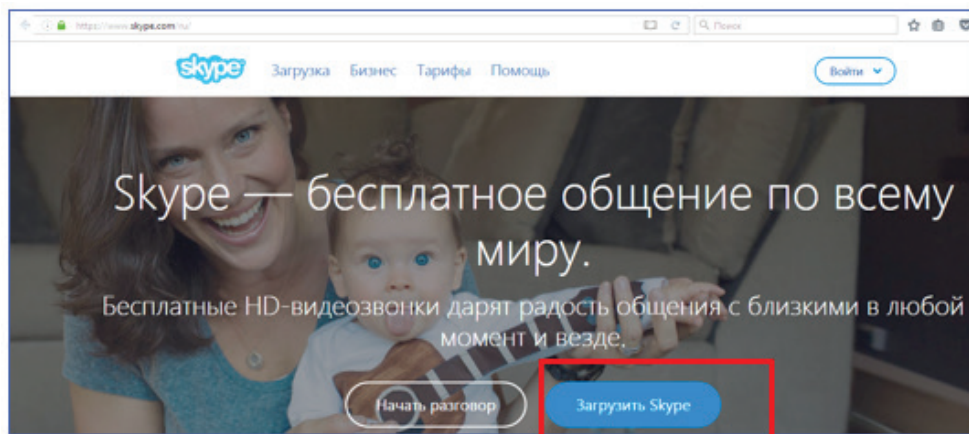 https://www.skype.com/ru/
Поиск
skype
Загрузка Бизнес Тарифы Помощь
Войти
Skype — бесплатное общение по всему
миру.
Бесплатные HD-видеозвонки дарят радость общения с близкими в любой
момент и везде.
Начать разговор
Загрузить Skype